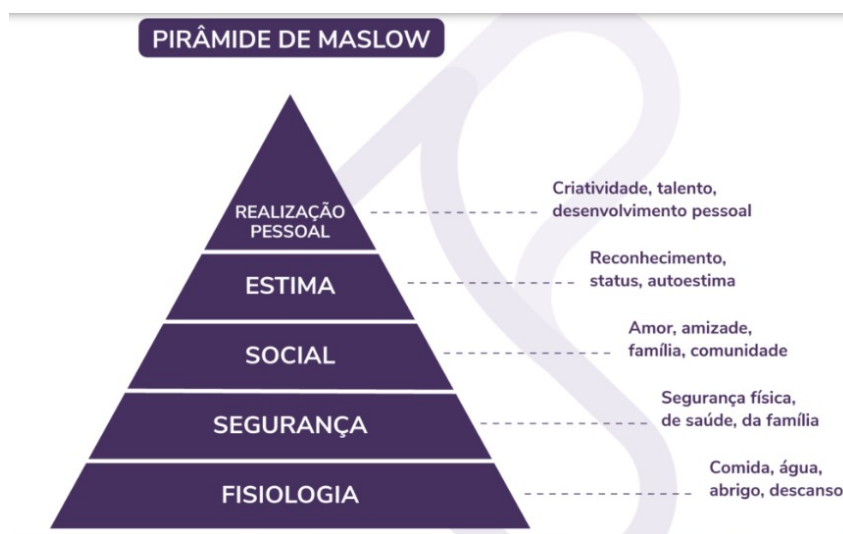 PIRÂMIDE DE MASLOW
REALIZAÇÃO
PESSOAL
Criatividade, talento,
desenvolvimento pessoal
ESTIMA
Reconhecimento,
status, autoestima
SOCIAL
Amor, amizade,
família, comunidade
SEGURANÇA
Segurança física,
de saúde, da família
FISIOLOGIA
Comida, água,
abrigo, descanso